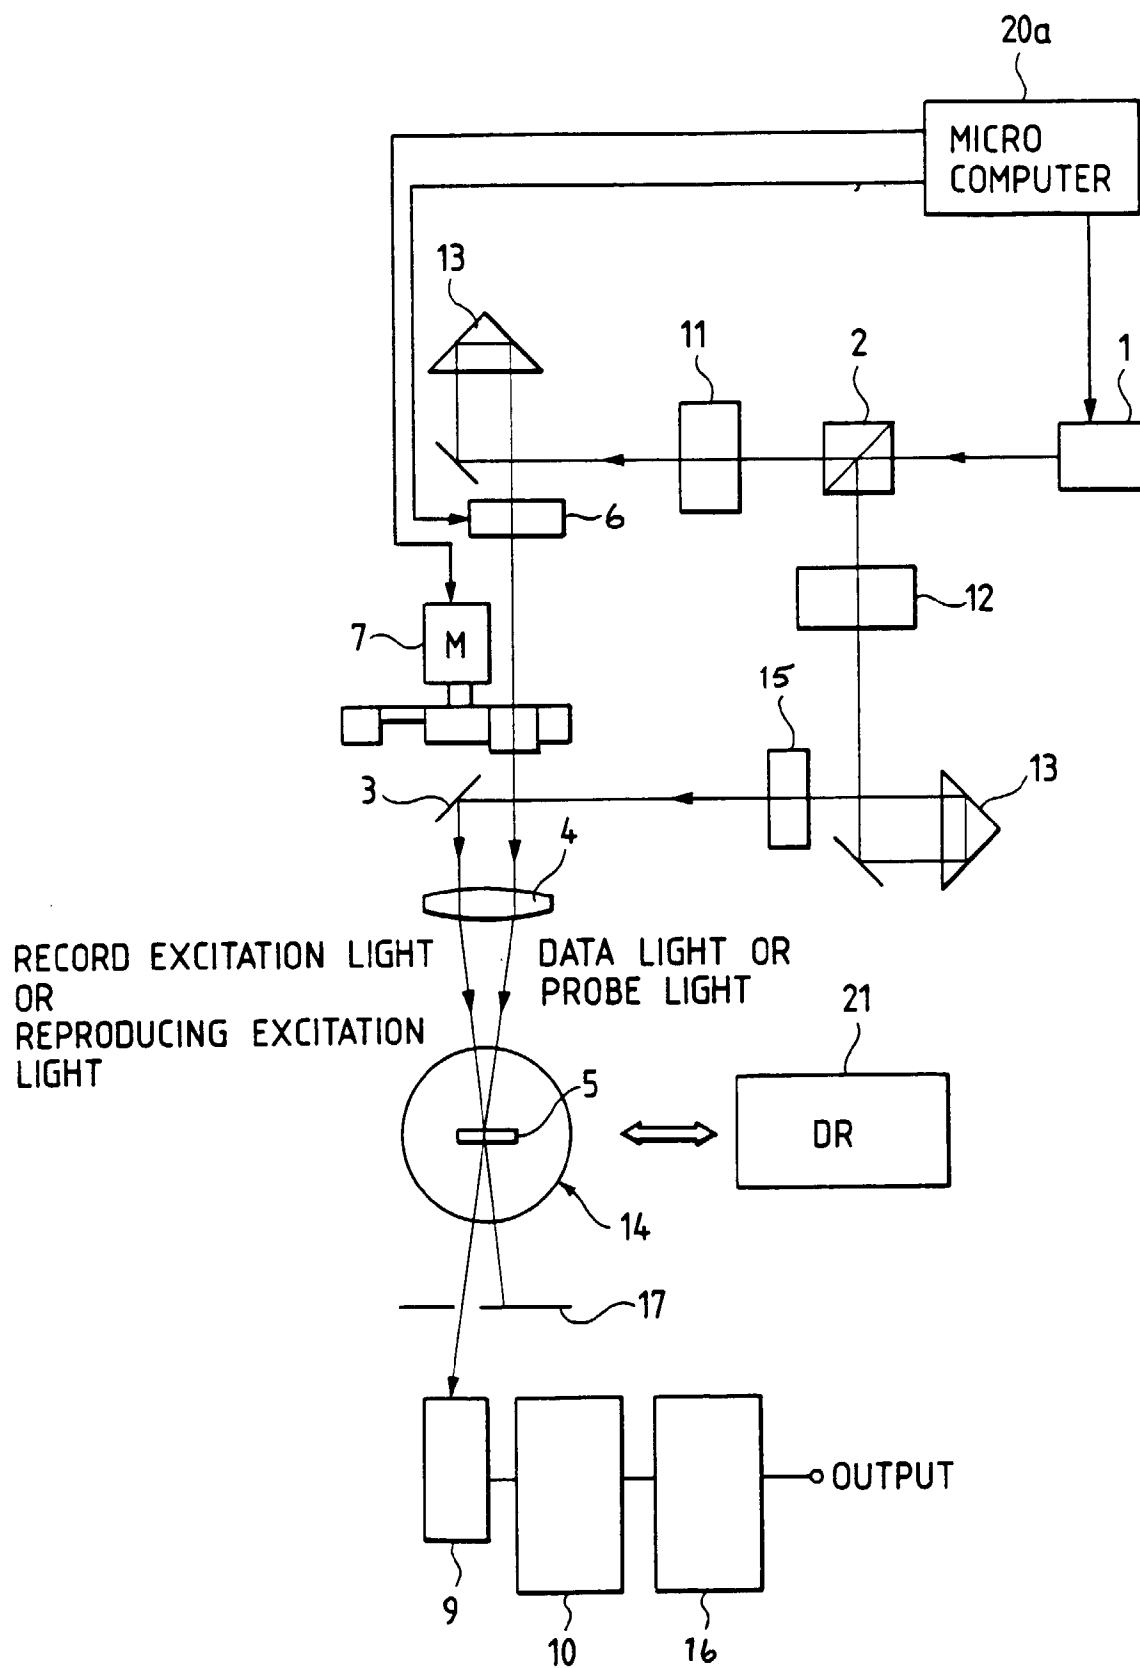 20a
MICRO
COMPUTER
13
11
2
1
6
12
7
M
15
13
3
4
RECORD EXCITATION LIGHT
OR
REPRODUCING EXCITATION
LIGHT
DATA LIGHT OR
PROBE LIGHT
21
5
DR
14
17
OUTPUT
9
10
16